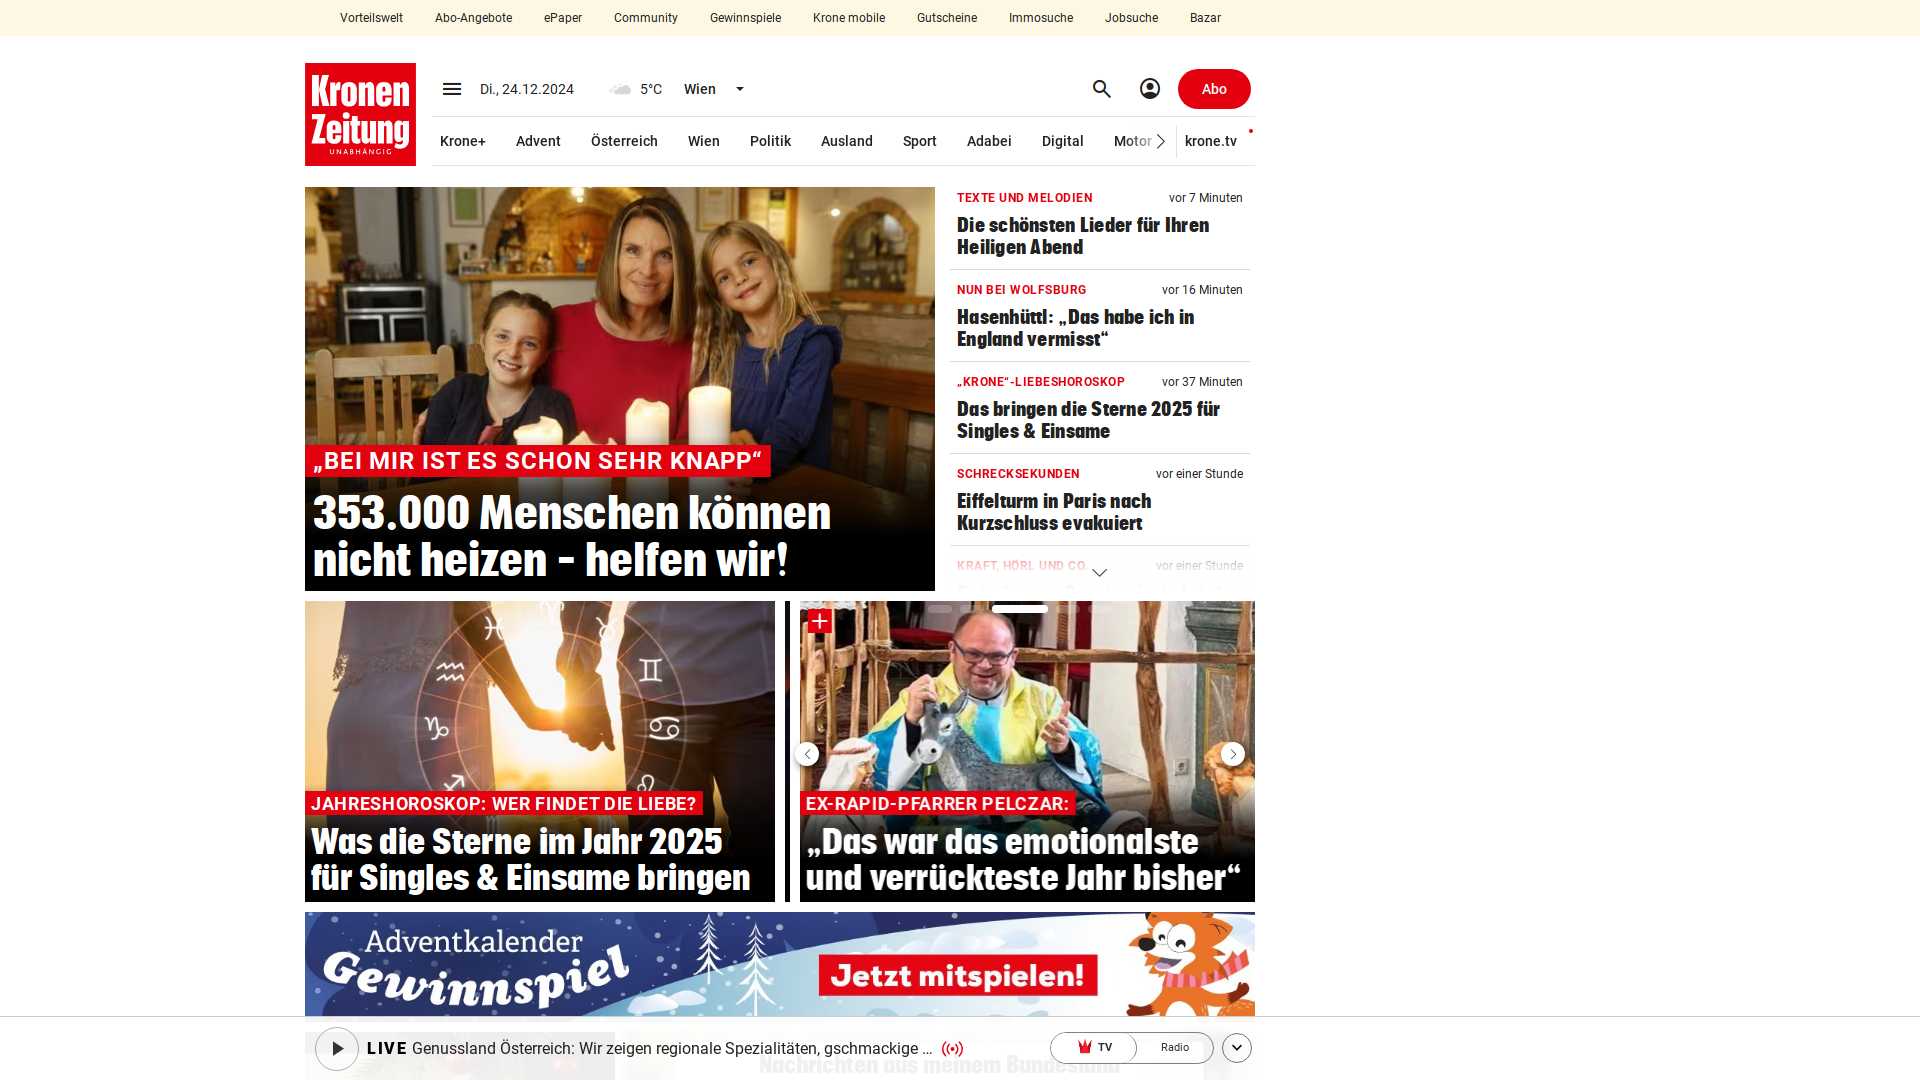 Vorteilswelt Abo-Angebote ePaper Community Gewinnspiele Krone mobile Gutscheine Immosuche Jobsuche Bazar
Kronen
Zeitung
UNABHÄNGIG
Di., 24.12.2024 5°C Wien Abo
Krone+ Advent Österreich Wien Politik Ausland Sport Adabei Digital Motor krone.tv
„BEI MIR IST ES SCHON SEHR KNAPP“
353.000 Menschen können
nicht heizen – helfen wir!
TEXTE UND MELODIEN vor 7 Minuten
Die schönsten Lieder für Ihren
Heiligen Abend
NUN BEI WOLFSBURG vor 16 Minuten
Hasenhüttl: „Das habe ich in
England vermisst“
„KRONE“-LIEBESHOROSKOP vor 37 Minuten
Das bringen die Sterne 2025 für
Singles & Einsame
SCHRECKSEKUNDEN vor einer Stunde
Eiffelturm in Paris nach
Kurzschluss evakuiert
KRAFT, HÖRL UND CO. vor einer Stunde
JAHRESHOROSKOP: WER FINDET DIE LIEBE?
Was die Sterne im Jahr 2025
für Singles & Einsame bringen
EX-RAPID-PFARRER PELCZAR:
„Das war das emotionalste
und verrückteste Jahr bisher“
Adventkalender
Gewinnspiel
Jetzt mitspielen!
LIVE Genussland Österreich: Wir zeigen regionale Spezialitäten, gschmackige ... TV Radio
Nachrichten aus meinem Bundesland